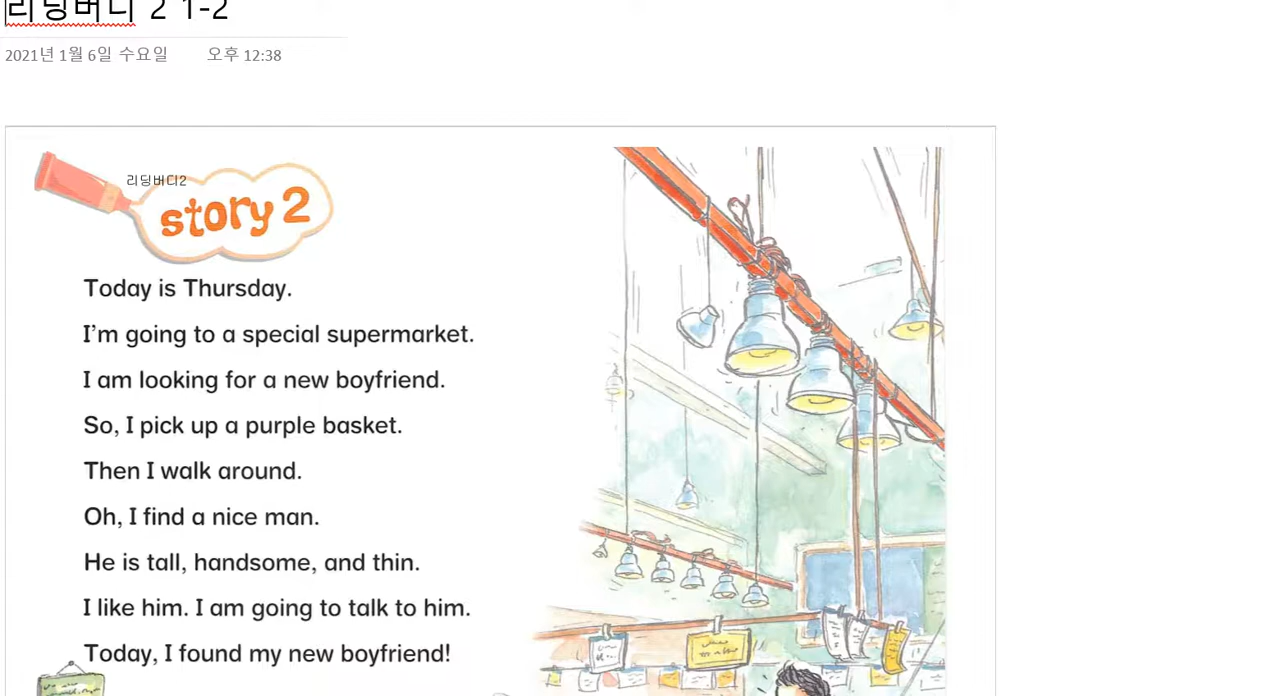 리딩버디 2 1-2
2021년 1월 6일 수요일 오후 12:38
리딩버디2
story 2
Today is Thursday.
I'm going to a special supermarket.
I am looking for a new boyfriend.
So, I pick up a purple basket.
Then I walk around.
Oh, I find a nice man.
He is tall, handsome, and thin.
I like him. I am going to talk to him.
Today, I found my new boyfriend!